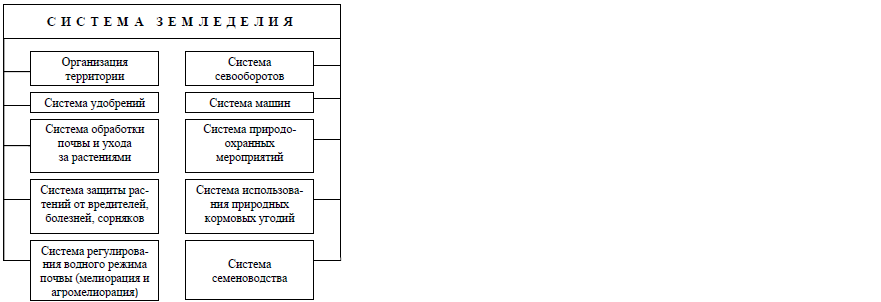 СИСТЕМА ЗЕМЛЕДЕЛИЯ
Организация
территории
Система
севооборотов
Система удобрений
Система машин
Система обработки
почвы и ухода
за растениями
Система природо-
охранных
мероприятий
Система защиты рас-
тений от вредителей,
болезней, сорняков
Система использова-
ния природных
кормовых угодий
Система регулирова-
ния водного режима
почвы (мелиорация и
агромелиорация)
Система
семеноводства